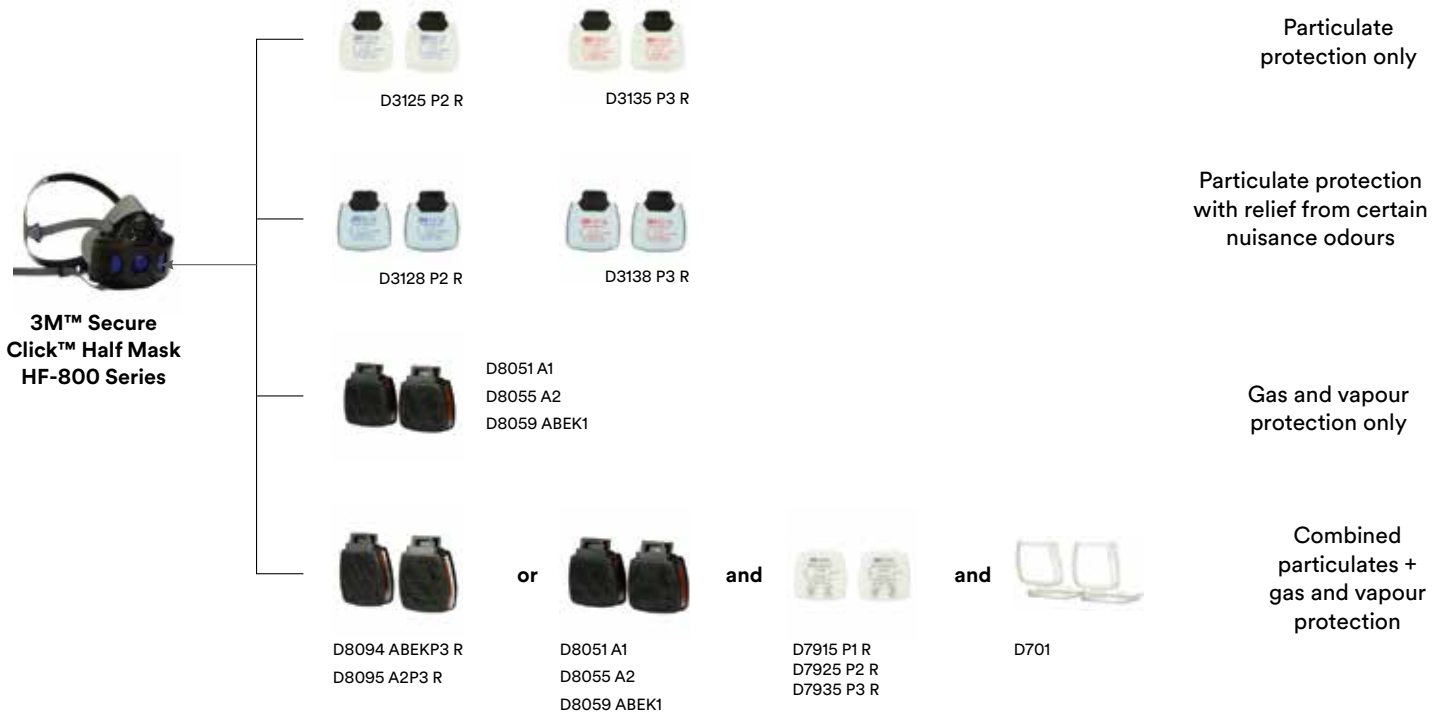 Particulate
protection only
D3125 P2 R
D3135 P3 R
Particulate protection
with relief from certain
nuisance odours
D3128 P2 R
D3138 P3 R
3M™ Secure
Click™ Half Mask
HF-800 Series
D8051 A1
D8055 A2
D8059 ABEK1
Gas and vapour
protection only
or
and
and
Combined
particulates +
gas and vapour
protection
D8094 ABEKP3 R
D8095 A2P3 R
D8051 A1
D8055 A2
D8059 ABEK1
D7915 P1 R
D7925 P2 R
D7935 P3 R
D701